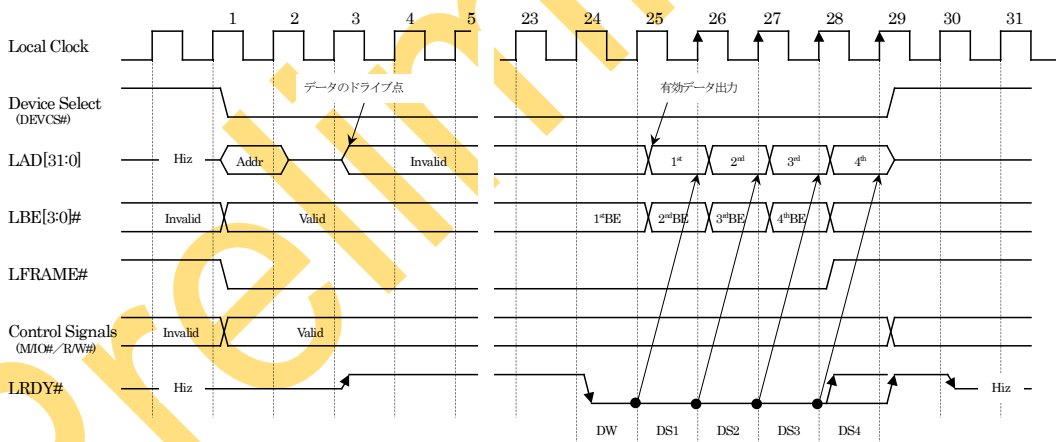 1 2 3 4 5 23 24 25 26 27 28 29 30 31
Local Clock
データのドライブ点 有効データ出力
Device Select
(DEVCS#)
LAD[31:0] Hiz Addr Invalid 1st 2nd 3rd 4th
LBE[3:0]# Invalid Valid 1stBE 2ndBE 3rdBE 4thBE
LFRAME#
Control Signals Invalid Valid
(M/IO#/R/W#)
LRDY# Hiz Hiz
DW DS1 DS2 DS3 DS4
Prelim